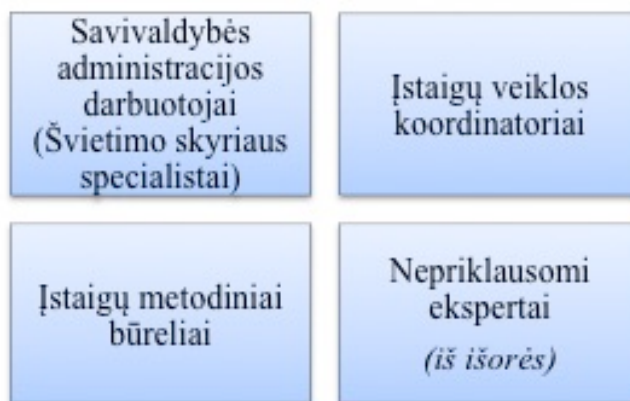 Savivaldybės
administracijos
darbuotojai
(Švietimo skyriaus
specialistai)
Įstaigų veiklos
koordinatoriai
Įstaigų metodiniai
būreliai
Nepriklausomi
ekspertai
(iš išorės)